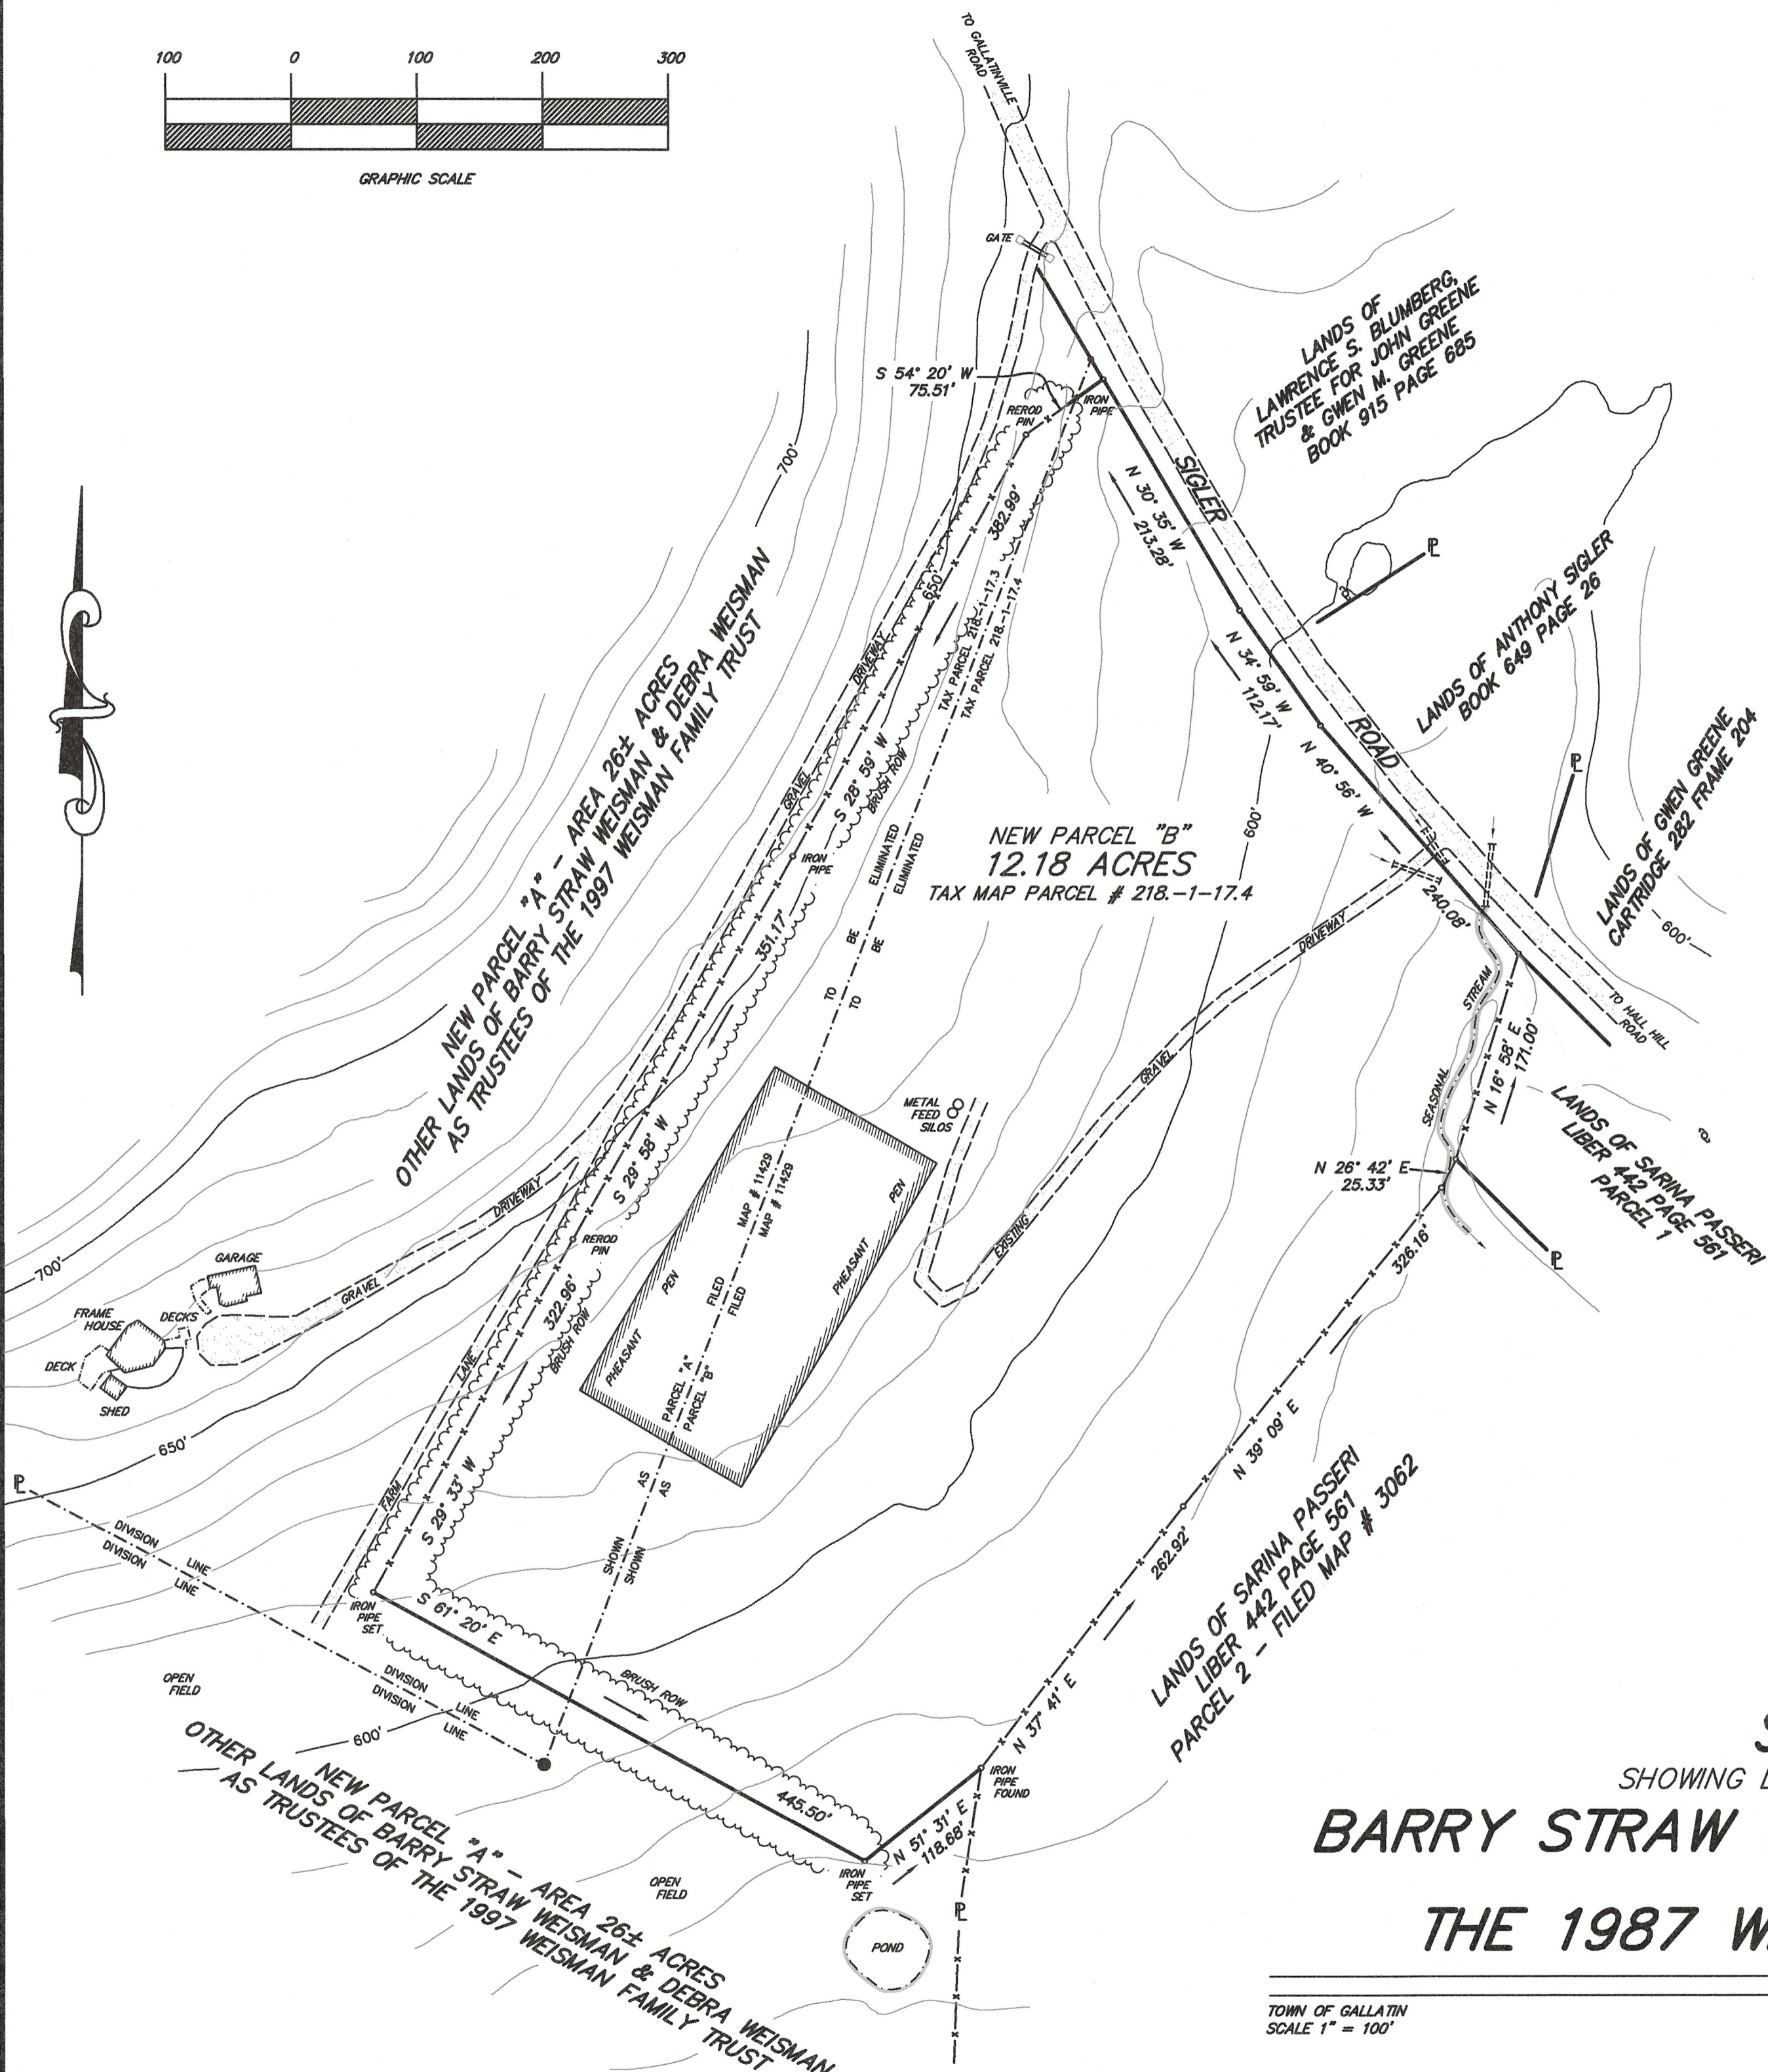 100 0 100 200 300
GRAPHIC SCALE
TO GALLATINVILLE
ROAD
GATE
S 54° 20' W
75.51'
REROD
PIN
IRON
PIPE
LANDS OF
LAWRENCE S. BLUMBERG,
TRUSTEE FOR JOHN GREENE
& GWEN M. GREENE
BOOK 915 PAGE 685
SIGLER
ROAD
N 30° 35' W
213.28'
N 34° 59' W
112.17'
N 40° 56' W
240.08'
700'
382.99'
650'
TAX PARCEL 218.-1-17.3
TAX PARCEL 218.-1-17.4
DRIVEWAY
GRAVEL
S 28° 59' W
BRUSH ROW
351.17'
IRON
PIPE
ELIMINATED
ELIMINATED
BE
BE
TO
TO
NEW PARCEL "A" - AREA 26± ACRES
OTHER LANDS OF BARRY STRAW WEISMAN & DEBRA WEISMAN
AS TRUSTEES OF THE 1997 WEISMAN FAMILY TRUST
NEW PARCEL "B"
12.18 ACRES
TAX MAP PARCEL # 218.-1-17.4
600'
PL
LANDS OF ANTHONY SIGLER
BOOK 649 PAGE 26
PL
LANDS OF GWEN GREENE
CARTRIDGE 282 FRAME 204
600'
TO HALL HILL
ROAD
DRIVEWAY
GRAVEL
EXISTING
STREAM
SEASONAL
N 16° 58' E
171.00'
N 26° 42' E
25.33'
LANDS OF SARINA PASSERI
LIBER 442 PAGE 561
PARCEL 1
PL
METAL
FEED
SILOS
MAP # 11429
MAP # 11429
FILED
FILED
PARCEL "A"
PARCEL "B"
AS
AS
SHOWN
SHOWN
PEN
PHEASANT
PEN
PHEASANT
S 29° 58' W
REROD
PIN
322.96'
BRUSH ROW
S 29° 33' W
DRIVEWAY
GRAVEL
LANE
FARM
GARAGE
FRAME
HOUSE
DECKS
DECK
SHED
700'
650'
PL
DIVISION LINE
DIVISION LINE
IRON
PIPE
SET
S 61° 20' E
BRUSH ROW
445.50'
DIVISION LINE
DIVISION LINE
OPEN
FIELD
600'
326.16'
N 39° 09' E
262.92'
N 37° 41' E
LANDS OF SARINA PASSERI
LIBER 442 PAGE 561
PARCEL 2 - FILED MAP # 3062
IRON
PIPE
FOUND
N 51° 31' E
118.68'
IRON
PIPE
SET
PL
OPEN
FIELD
POND
NEW PARCEL "A" - AREA 26± ACRES
OTHER LANDS OF BARRY STRAW WEISMAN & DEBRA WEISMAN
AS TRUSTEES OF THE 1997 WEISMAN FAMILY TRUST
S
SHOWING
BARRY STRAW
THE 1987 W
TOWN OF GALLATIN
SCALE 1" = 100'